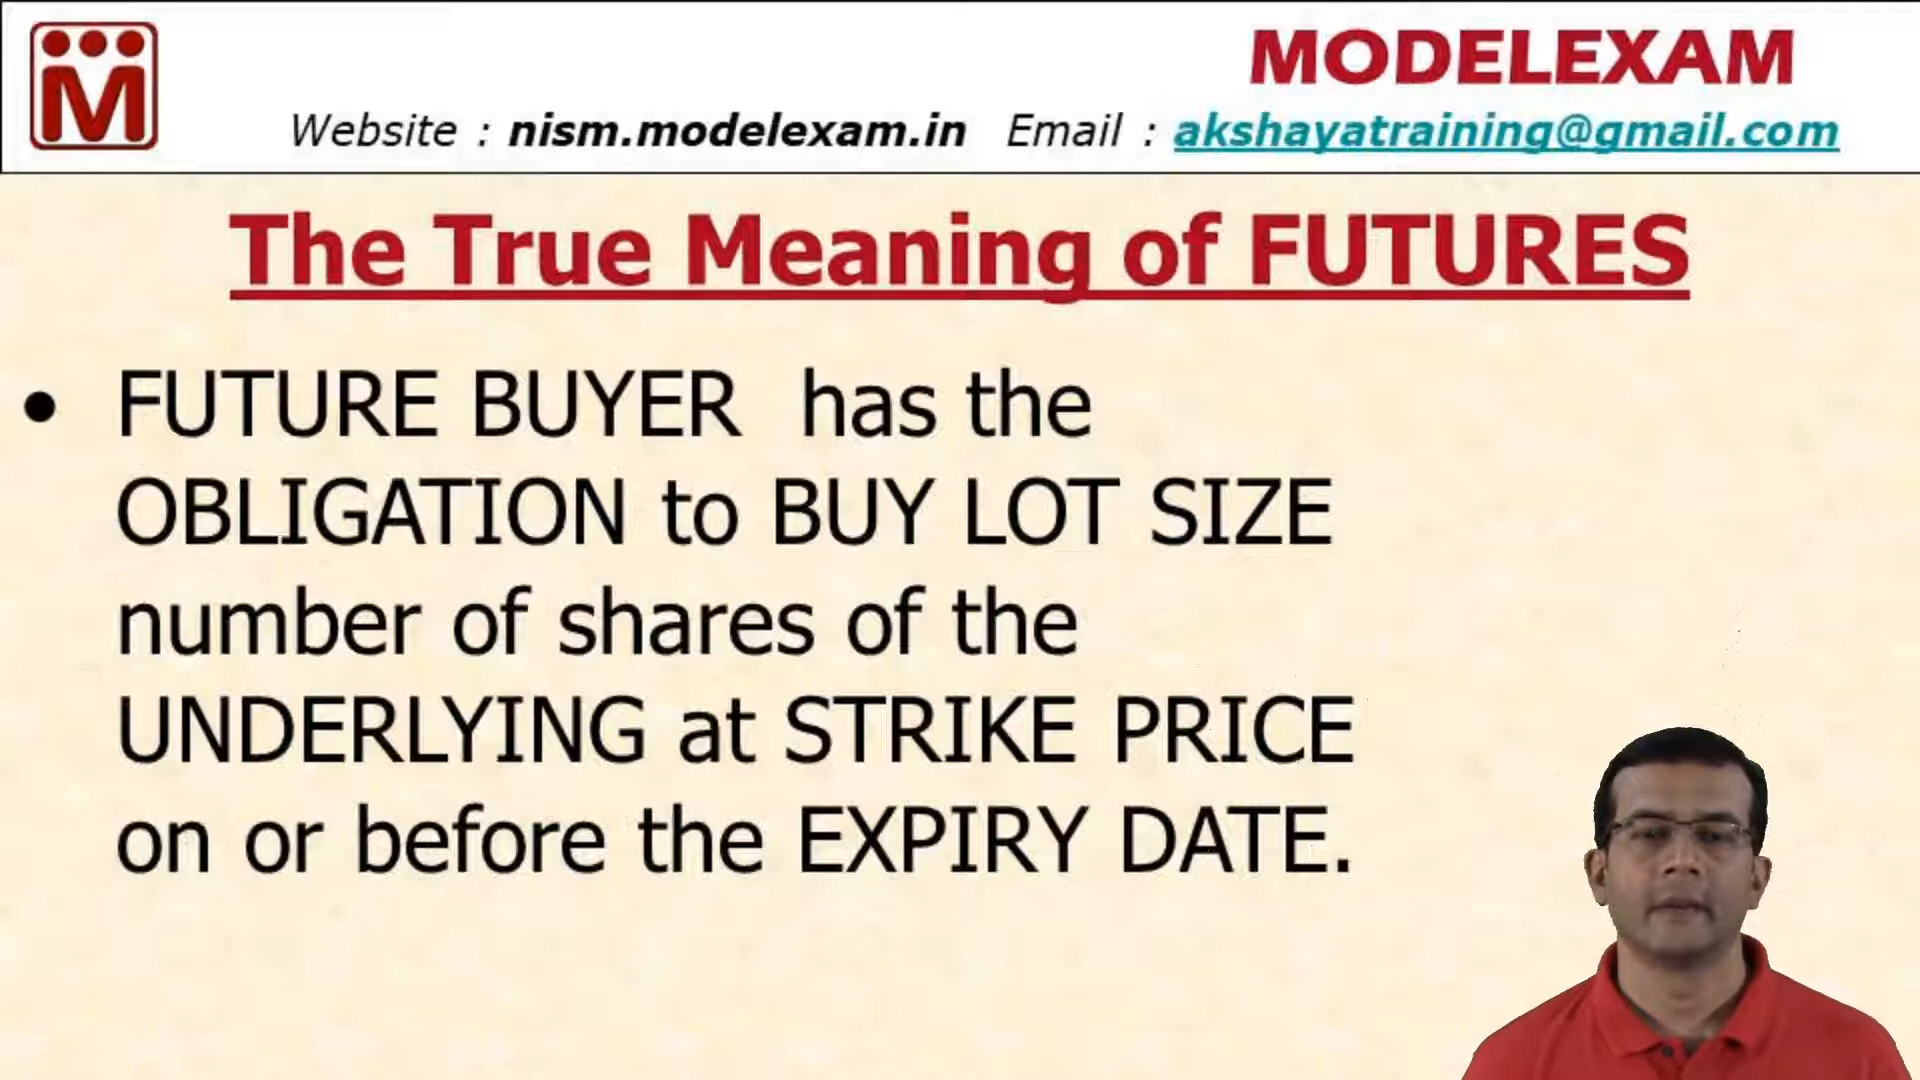 M
MODELEXAM
Website : nism.modelexam.in Email : akshayatraining@gmail.com
The True Meaning of FUTURES
• FUTURE BUYER has the
OBLIGATION to BUY LOT SIZE
number of shares of the
UNDERLYING at STRIKE PRICE
on or before the EXPIRY DATE.